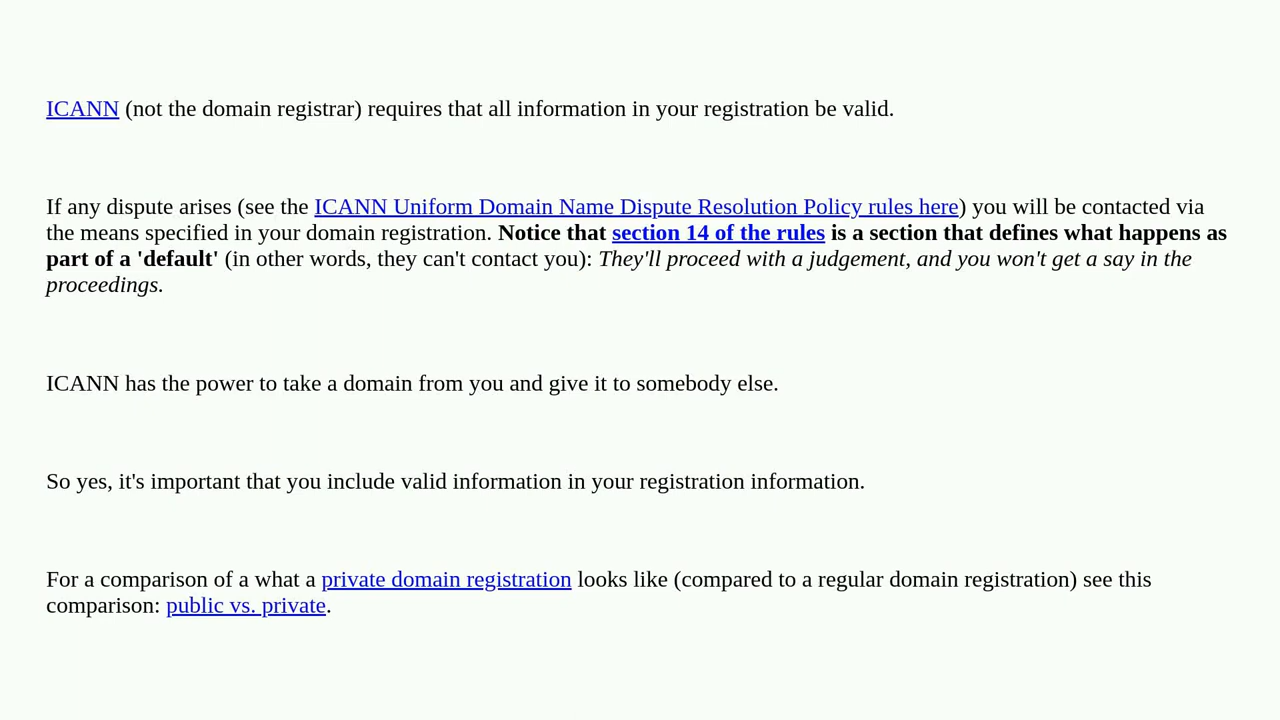 ICANN (not the domain registrar) requires that all information in your registration be valid.
If any dispute arises (see the ICANN Uniform Domain Name Dispute Resolution Policy rules here) you will be contacted via
the means specified in your domain registration. Notice that section 14 of the rules is a section that defines what happens as
part of a 'default' (in other words, they can't contact you): They'll proceed with a judgement, and you won't get a say in the
proceedings.
ICANN has the power to take a domain from you and give it to somebody else.
So yes, it's important that you include valid information in your registration information.
For a comparison of a what a private domain registration looks like (compared to a regular domain registration) see this
comparison: public vs. private.